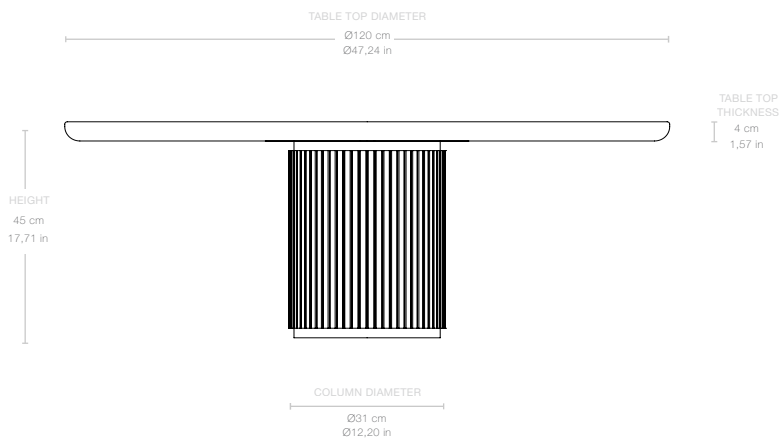 TABLE TOP DIAMETER
Ø120 cm
Ø47,24 in
TABLE TOP
THICKNESS
4 cm
1,57 in
HEIGHT
45 cm
17,71 in
COLUMN DIAMETER
Ø31 cm
Ø12,20 in